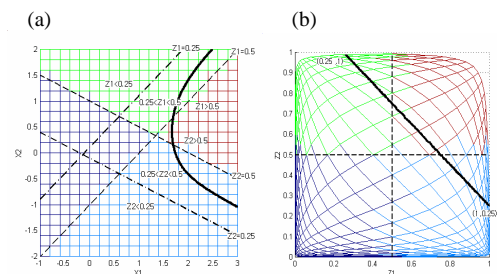 (a)
(b)
2
1.5
1
0.5
0
-0.5
-1
-1.5
-2
X2
-1 -0.5 0 0.5 1 1.5 2 2.5 3
X1
Z1=0.25
Z1=0.5
Z1<0.25
0.25<Z1<0.5
Z1>0.5
Z2>0.5
0.25<Z2<0.5
Z2<0.25
Z2=0.5
Z2=0.25
1
0.9
0.8
0.7
0.6
0.5
0.4
0.3
0.2
0.1
0
Z2
0 0.2 0.4 0.6 0.8 1
Z1
(0.25 ,1)
(1,0.25)